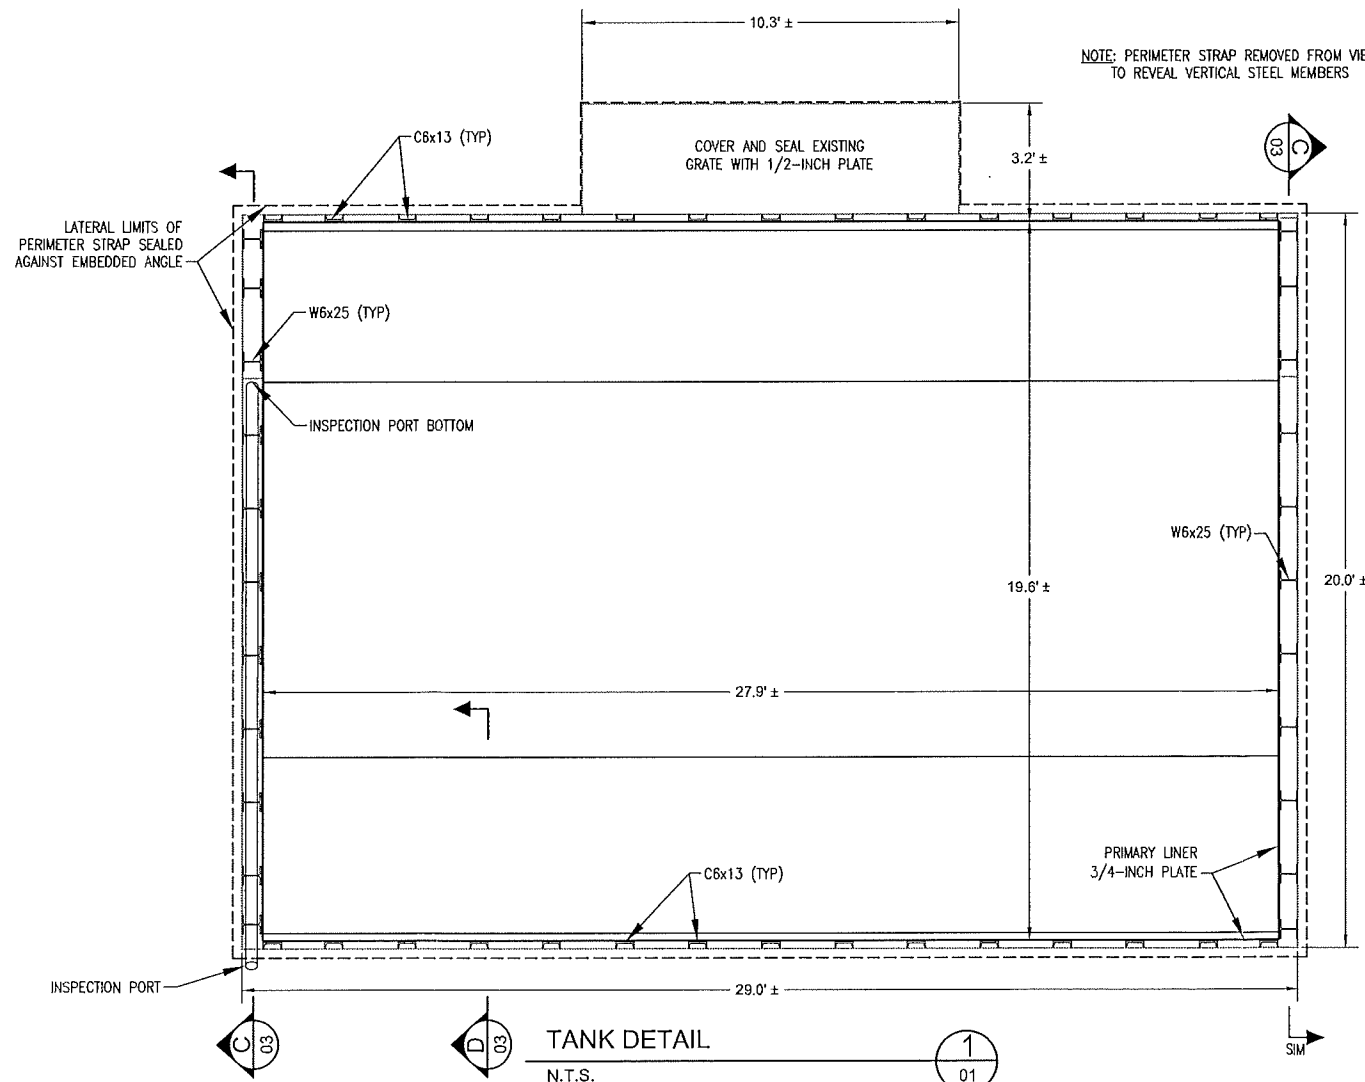 10.3' ±
NOTE: PERIMETER STRAP REMOVED FROM VIE
TO REVEAL VERTICAL STEEL MEMBERS
C6x13 (TYP)
COVER AND SEAL EXISTING
GRATE WITH 1/2-INCH PLATE
3.2' ±
C
03
LATERAL LIMITS OF
PERIMETER STRAP SEALED
AGAINST EMBEDDED ANGLE
W6x25 (TYP)
INSPECTION PORT BOTTOM
W6x25 (TYP)
19.6' ±
20.0' ±
27.9' ±
PRIMARY LINER
3/4-INCH PLATE
C6x13 (TYP)
INSPECTION PORT
29.0' ±
C
03
D
03
TANK DETAIL
N.T.S.
1
01
SIM